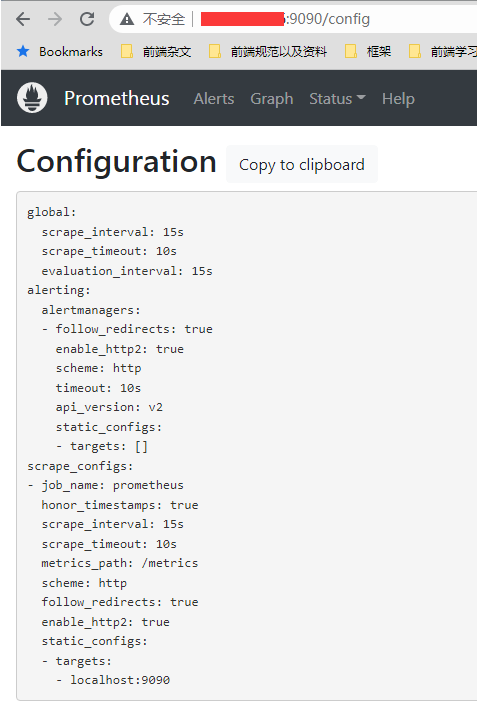 不安全 :9090/config
Bookmarks 前端杂文 前端规范以及资料 框架 前端学习
Prometheus Alerts Graph Status Help
Configuration Copy to clipboard
global:
  scrape_interval: 15s
  scrape_timeout: 10s
  evaluation_interval: 15s
alerting:
  alertmanagers:
  - follow_redirects: true
    enable_http2: true
    scheme: http
    timeout: 10s
    api_version: v2
    static_configs:
    - targets: []
scrape_configs:
- job_name: prometheus
  honor_timestamps: true
  scrape_interval: 15s
  scrape_timeout: 10s
  metrics_path: /metrics
  scheme: http
  follow_redirects: true
  enable_http2: true
  static_configs:
  - targets:
    - localhost:9090